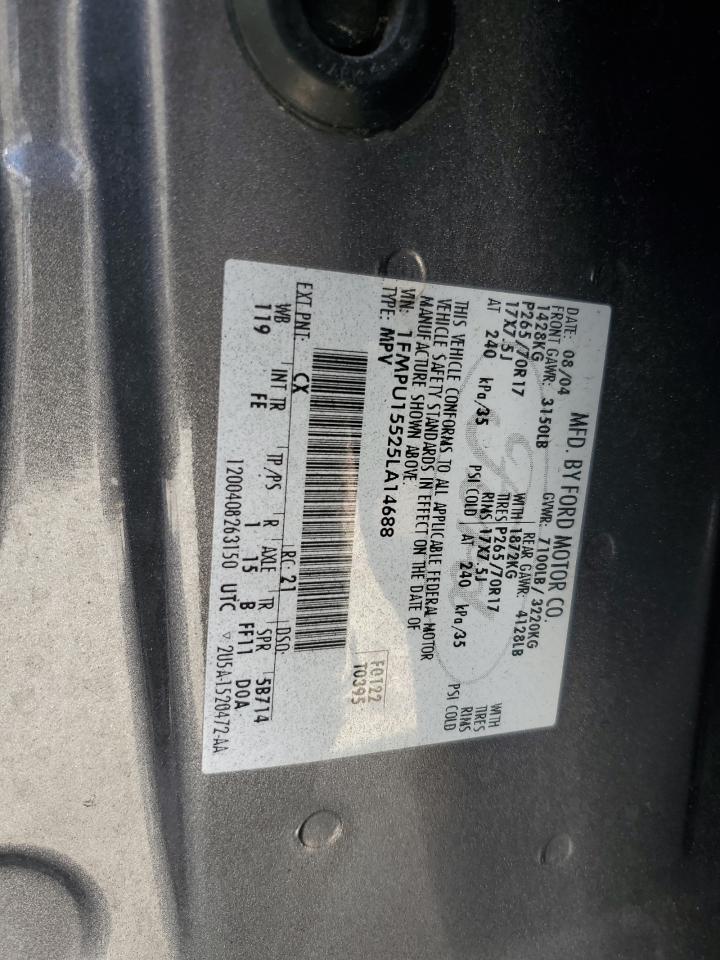 MFD. BY FORD MOTOR CO.
DATE: 08/04 GVWR: 7100LB/ 3220KG
FRONT GAWR: 3150LB REAR GAWR: 4128LB
1428KG WITH 1872KG WITH
P265/70R17 TIRES P265/70R17 TIRES
17X7.5J RIMS 17X7.5J RIMS
AT 240 kPa/35 PSI COLD AT 240 kPa/35 PSI COLD
THIS VEHICLE CONFORMS TO ALL APPLICABLE FEDERAL MOTOR
VEHICLE SAFETY STANDARDS IN EFFECT ON THE DATE OF
MANUFACTURE SHOWN ABOVE.
VIN: 1FMPU15525LA14688
TYPE: MPV
F0122
T0395
EXT PNT: CX RC: 21 DSO:
WB INT TR TP/PS R AXLE TR SPR 5B714
119 FE 1 15 B FF11 D0A
1200408263150 UTC ▽ 2U5A-1520472-AA